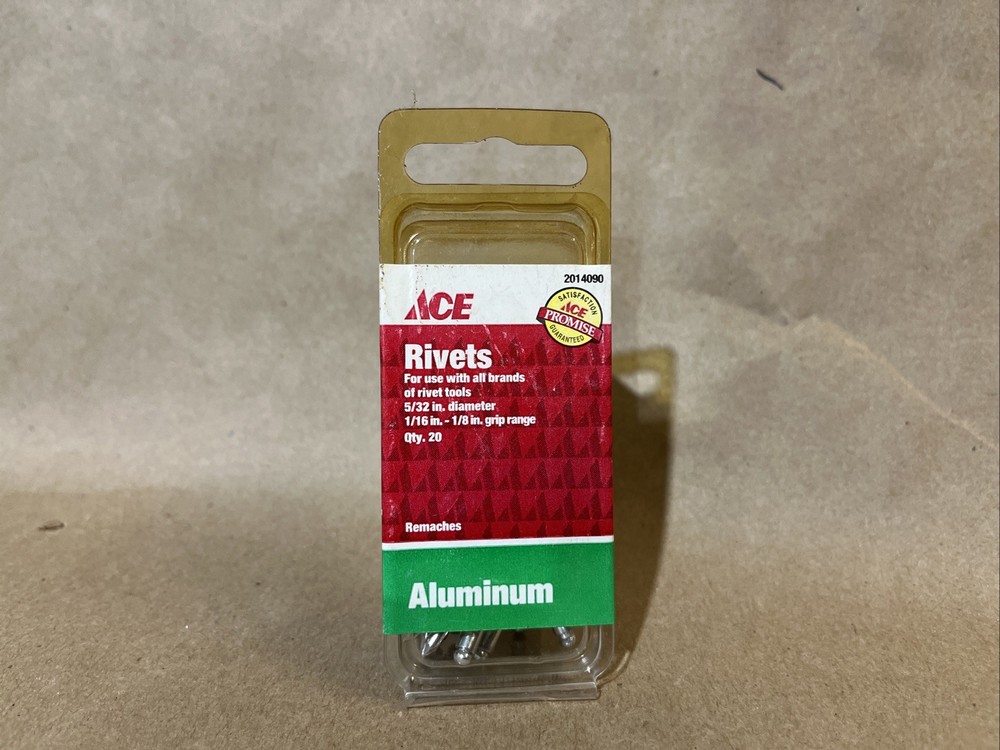 2014090
ACE
SATISFACTION
ACE
PROMISE
GUARANTEED
Rivets
For use with all brands
of rivet tools
5/32 in. diameter
1/16 in. - 1/8 in. grip range
Qty. 20
Remaches
Aluminum